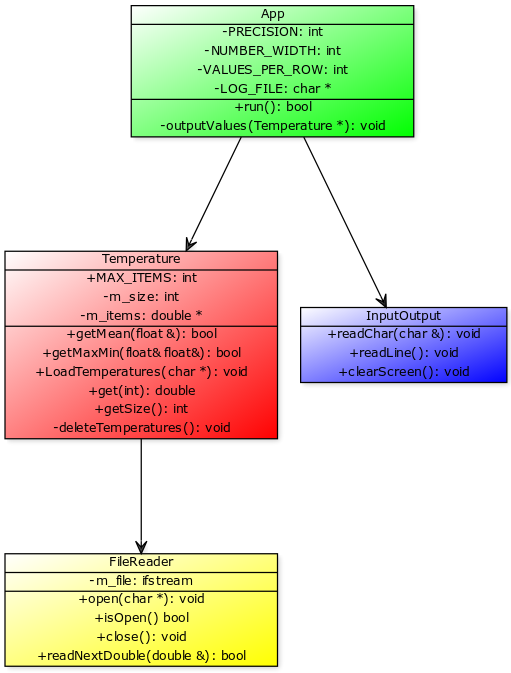 App
-PRECISION: int
-NUMBER_WIDTH: int
-VALUES_PER_ROW: int
-LOG_FILE: char *
+run(): bool
-outputValues(Temperature *): void
Temperature
+MAX_ITEMS: int
-m_size: int
-m_items: double *
+getMean(float &): bool
+getMaxMin(float& float&): bool
+LoadTemperatures(char *): void
+get(int): double
+getSize(): int
-deleteTemperatures(): void
InputOutput
+readChar(char &): void
+readLine(): void
+clearScreen(): void
FileReader
-m_file: ifstream
+open(char *): void
+isOpen() bool
+close(): void
+readNextDouble(double &): bool